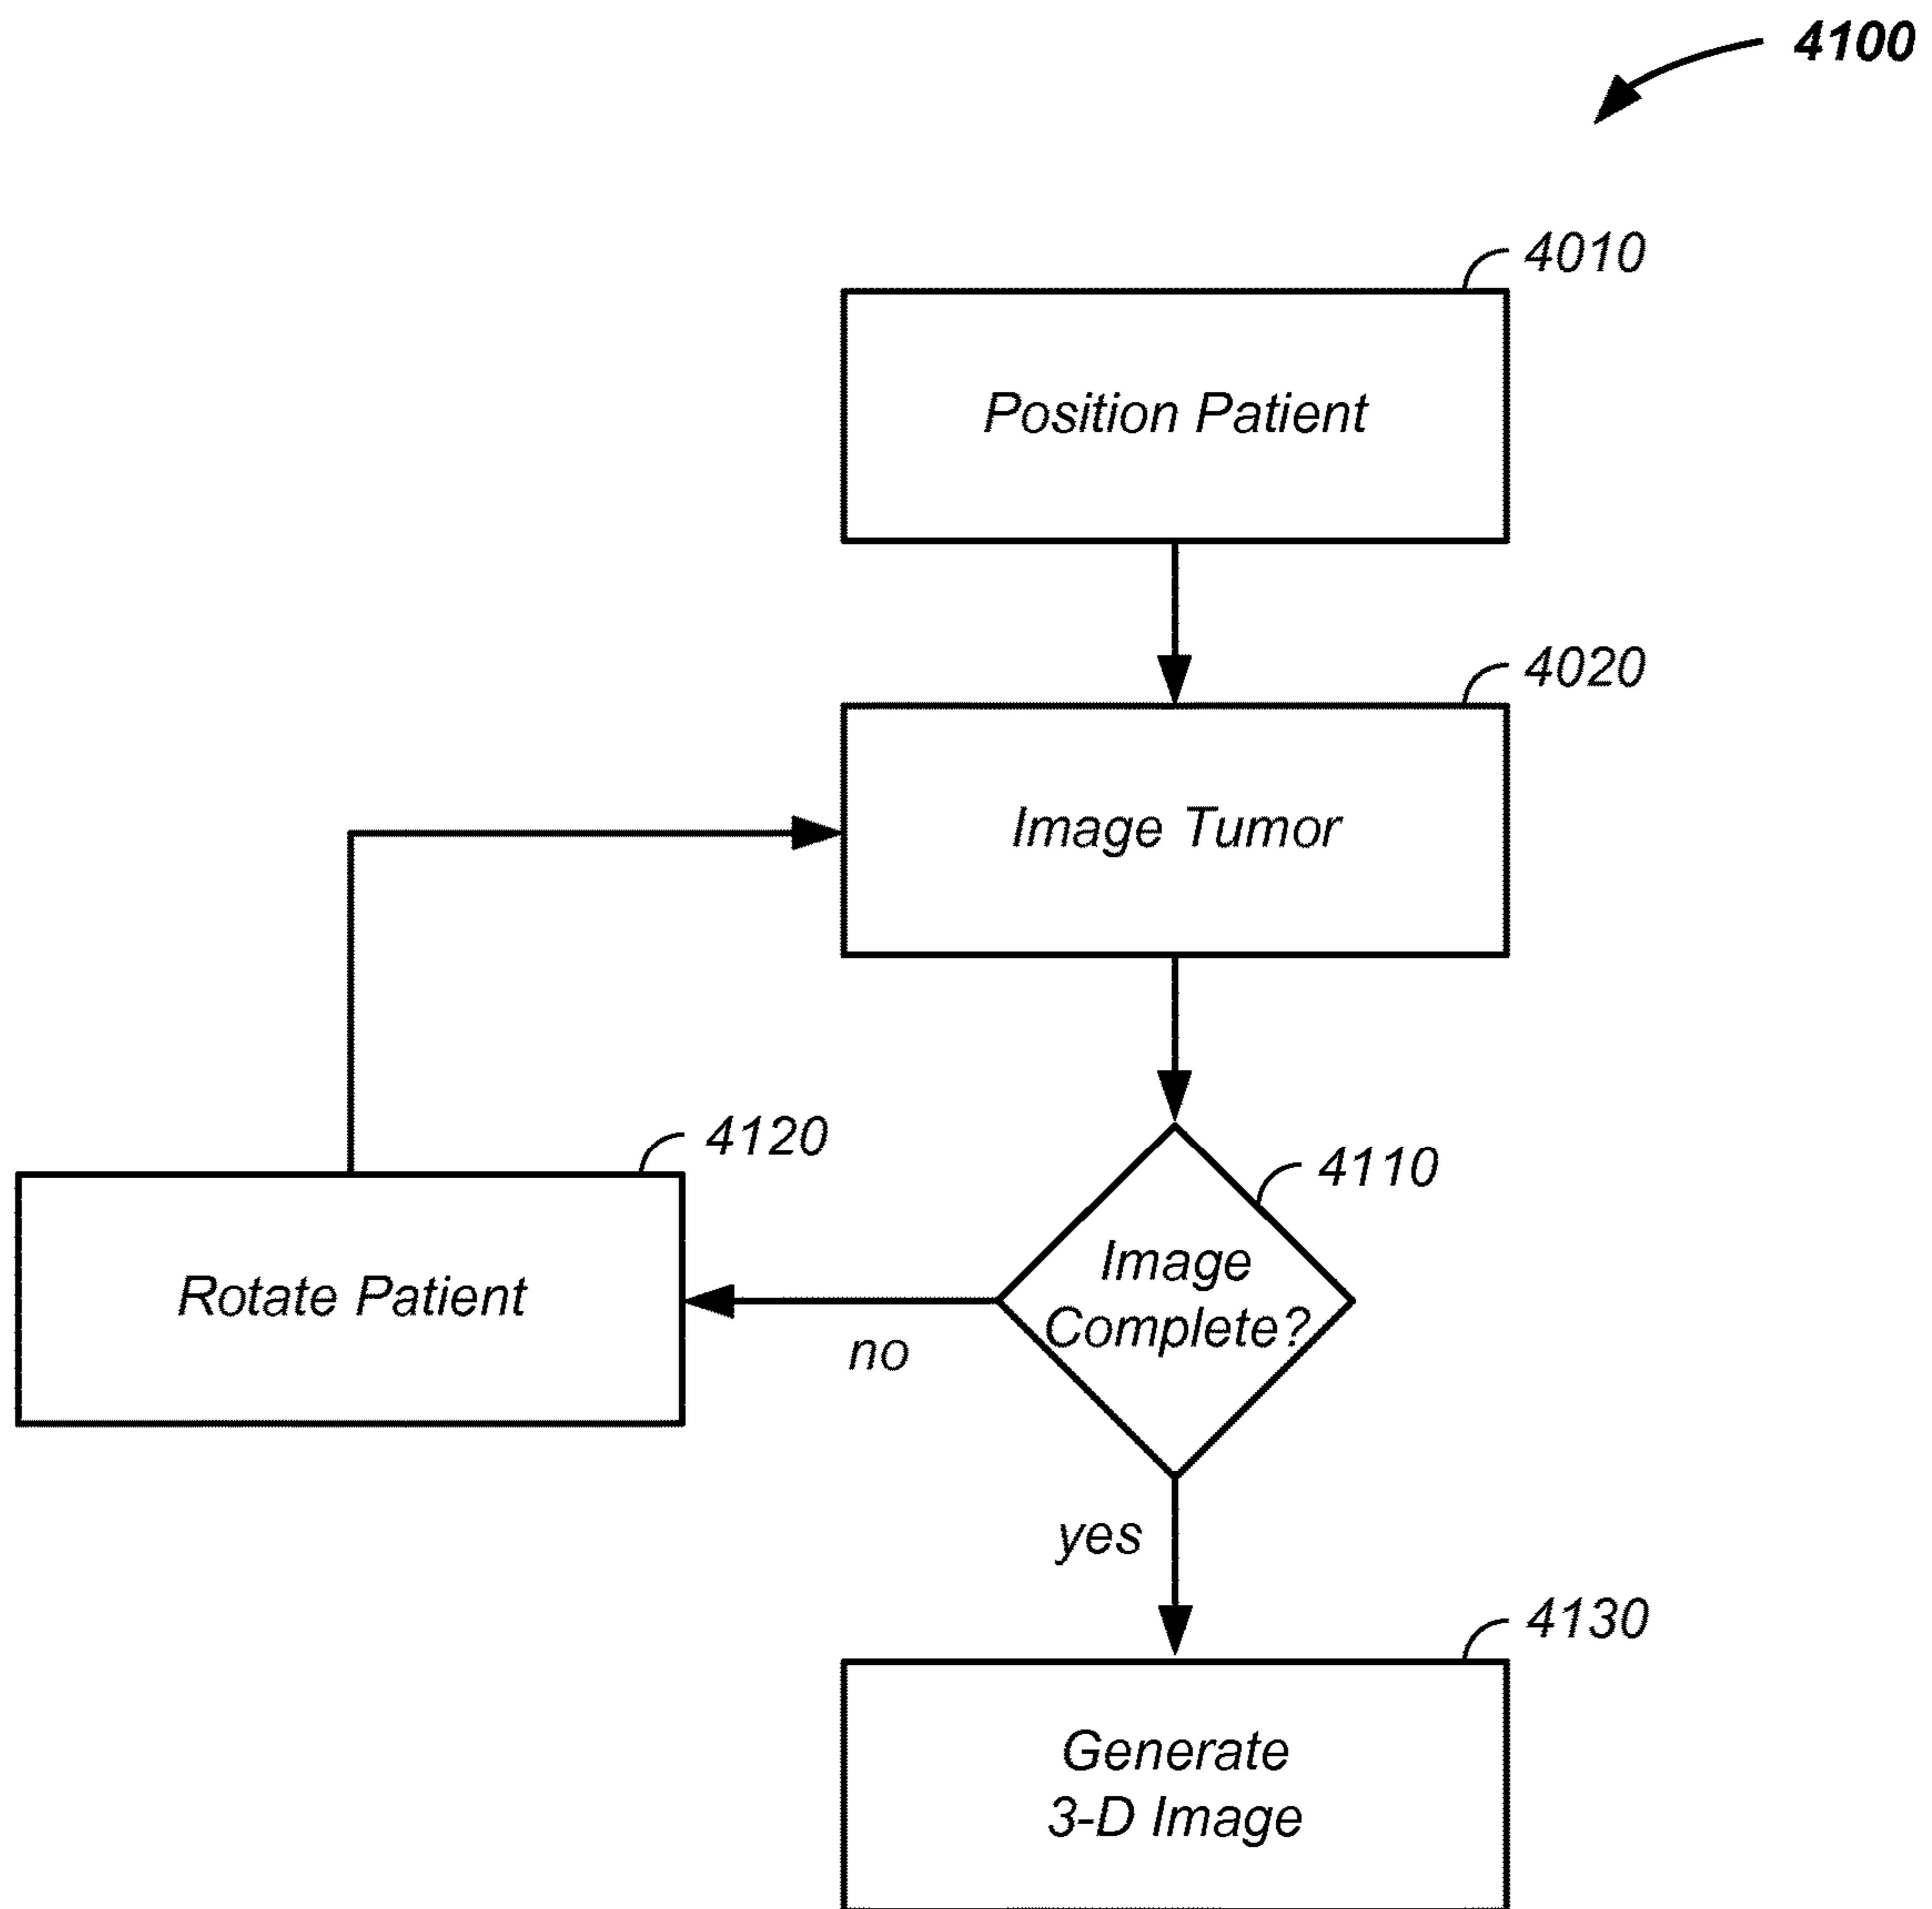 4100
4010
Position Patient
4020
Image Tumor
4120
4110
Rotate Patient
Image
Complete?
no
yes
4130
Generate
3-D Image